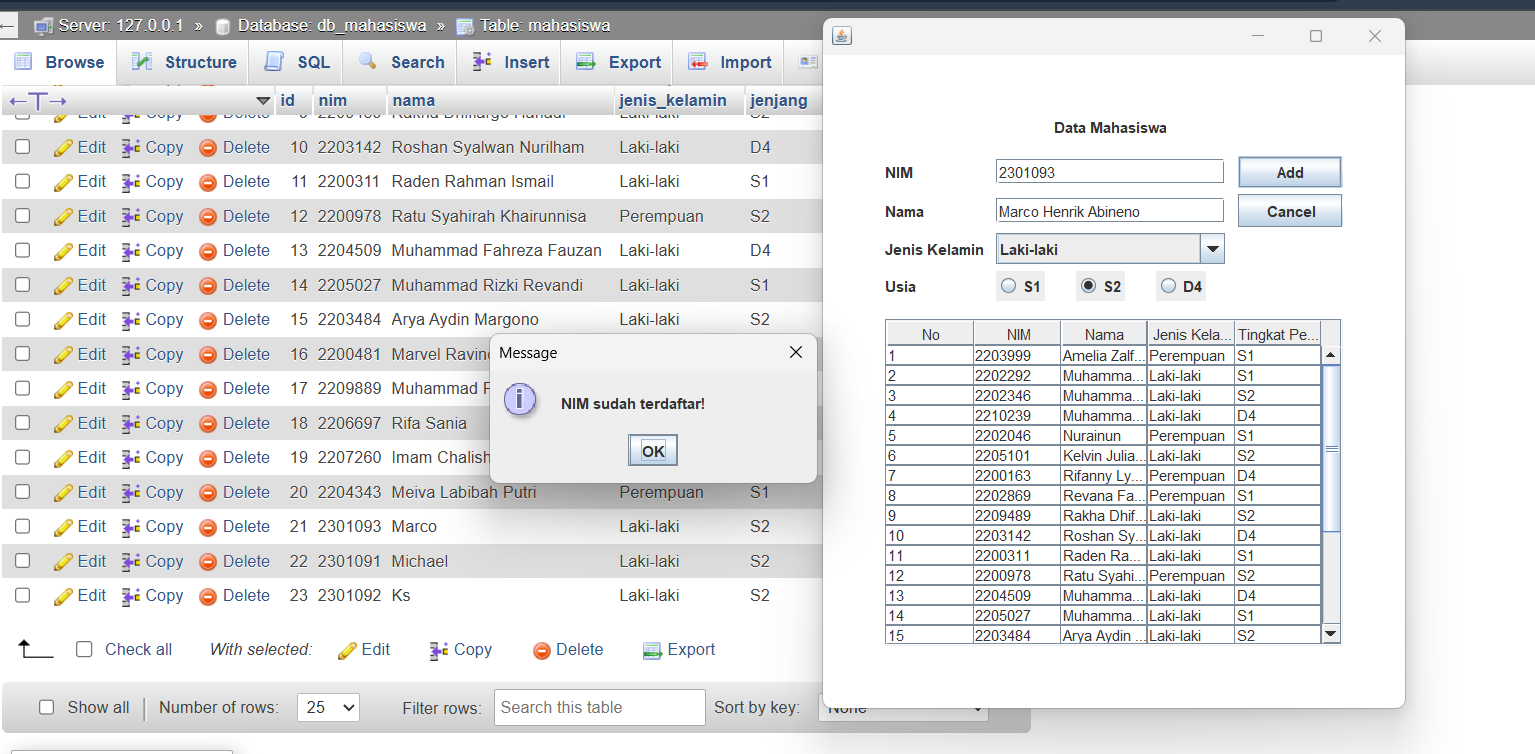 Server: 127.0.0.1 » Database: db_mahasiswa » Table: mahasiswa
Browse Structure SQL Search Insert Export Import
id nim nama jenis_kelamin jenjang
Edit Copy Delete 10 2203142 Roshan Syalwan Nurilham Laki-laki D4
Edit Copy Delete 11 2200311 Raden Rahman Ismail Laki-laki S1
Edit Copy Delete 12 2200978 Ratu Syahirah Khairunnisa Perempuan S2
Edit Copy Delete 13 2204509 Muhammad Fahreza Fauzan Laki-laki D4
Edit Copy Delete 14 2205027 Muhammad Rizki Revandi Laki-laki S1
Edit Copy Delete 15 2203484 Arya Aydin Margono Laki-laki S2
Edit Copy Delete 16 2200481 Marvel
Edit Copy Delete 17 2209889 Muhammad
Edit Copy Delete 18 2206697 Rifa Sania
Edit Copy Delete 19 2207260 Imam
Edit Copy Delete 20 2204343 Meiva Labibah Putri Perempuan S1
Edit Copy Delete 21 2301093 Marco Laki-laki S2
Edit Copy Delete 22 2301091 Michael Laki-laki S2
Edit Copy Delete 23 2301092 Ks Laki-laki S2
Check all With selected: Edit Copy Delete Export
Show all Number of rows: 25 Filter rows: Search this table Sort by key: None
Message
NIM sudah terdaftar!
OK
Data Mahasiswa
NIM 2301093 Add
Nama Marco Henrik Abineno Cancel
Jenis Kelamin Laki-laki
Usia S1 S2 D4
No NIM Nama Jenis Kela... Tingkat Pe...
1 2203999 Amelia Zalf... Perempuan S1
2 2202292 Muhamma... Laki-laki S1
3 2202346 Muhamma... Laki-laki S2
4 2210239 Muhamma... Laki-laki D4
5 2202046 Nurainun Perempuan S1
6 2205101 Kelvin Julia... Laki-laki S2
7 2200163 Rifanny Ly... Perempuan D4
8 2202869 Revana Fa... Perempuan S1
9 2209489 Rakha Dhif... Laki-laki S2
10 2203142 Roshan Sy... Laki-laki D4
11 2200311 Raden Ra... Laki-laki S1
12 2200978 Ratu Syahi... Perempuan S2
13 2204509 Muhamma... Laki-laki D4
14 2205027 Muhamma... Laki-laki S1
15 2203484 Arya Aydin ... Laki-laki S2